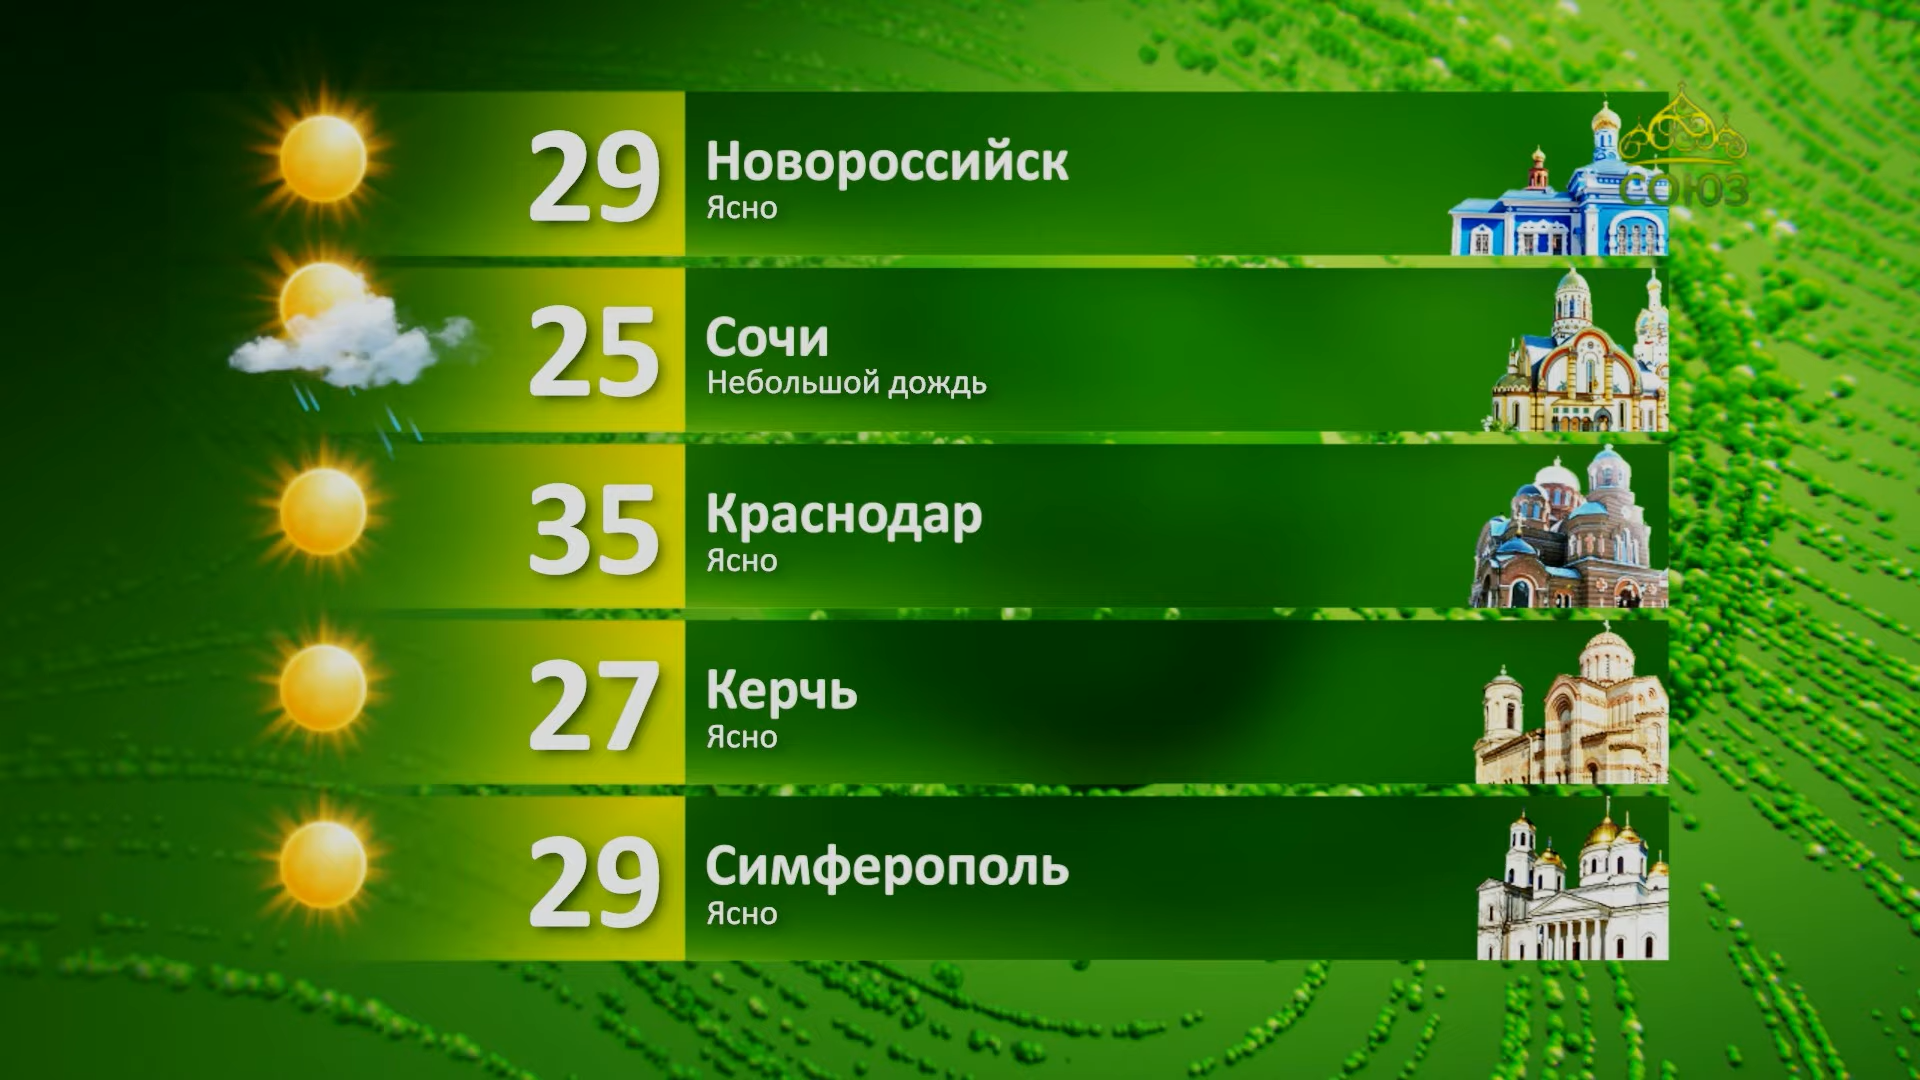 СОЮЗ
29
Новороссийск
Ясно
25
Сочи
Небольшой дождь
35
Краснодар
Ясно
27
Керчь
Ясно
29
Симферополь
Ясно